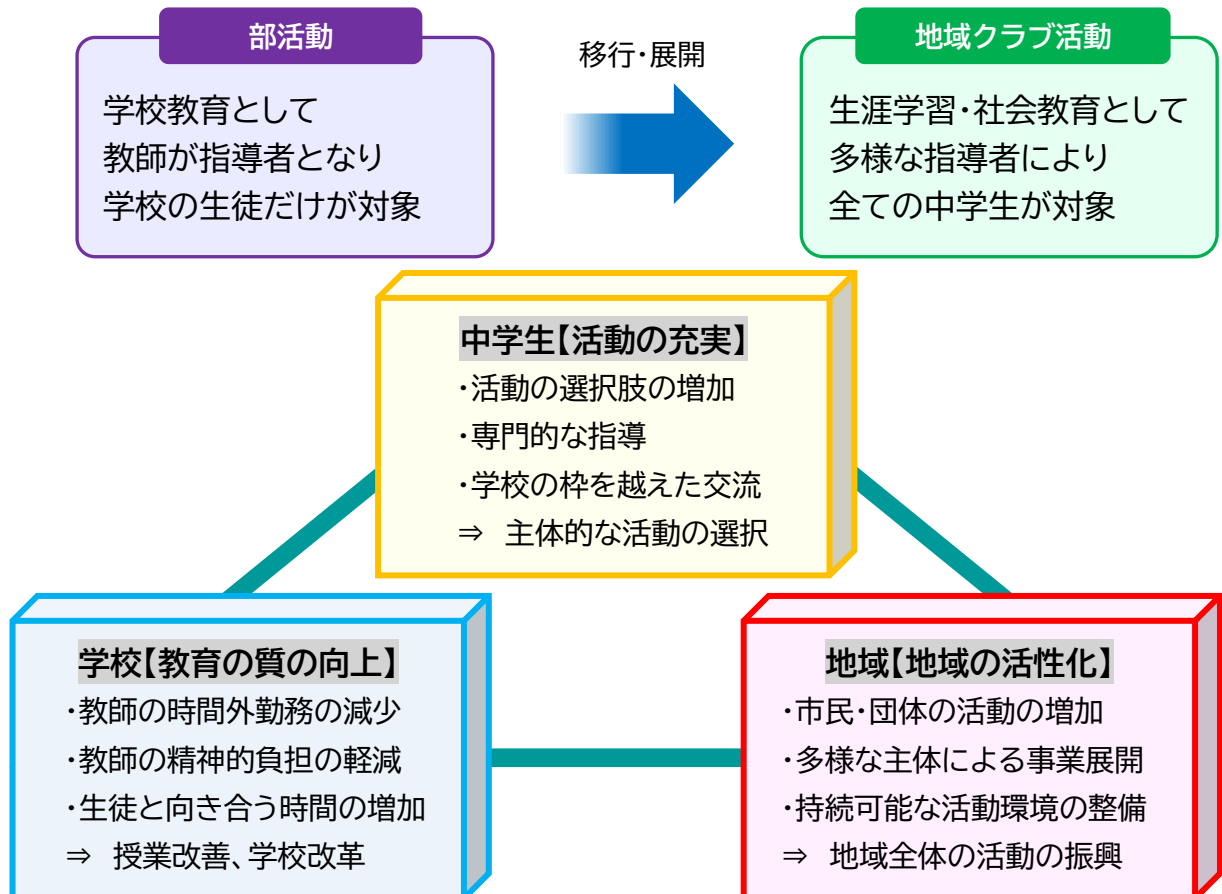 部活動
学校教育として
教師が指導者となり
学校の生徒だけが対象
移行・展開
地域クラブ活動
生涯学習・社会教育として
多様な指導者により
全ての中学生が対象
中学生【活動の充実】
・活動の選択肢の増加
・専門的な指導
・学校の枠を越えた交流
⇒ 主体的な活動の選択
学校【教育の質の向上】
・教師の時間外勤務の減少
・教師の精神的負担の軽減
・生徒と向き合う時間の増加
⇒ 授業改善、学校改革
地域【地域の活性化】
・市民・団体の活動の増加
・多様な主体による事業展開
・持続可能な活動環境の整備
⇒ 地域全体の活動の振興